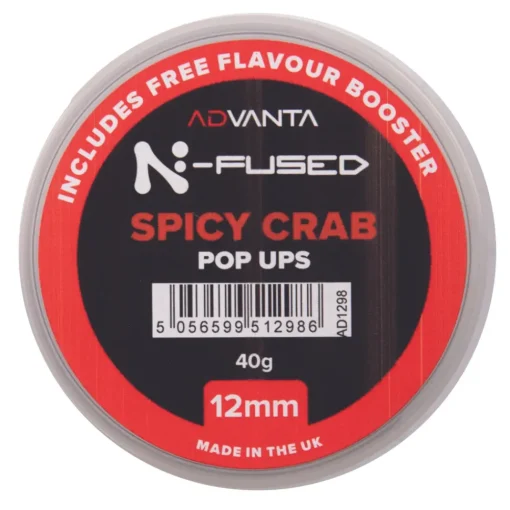 INCLUDES FREE FLAVOUR BOOSTER
ADVANTA
N-FUSED
SPICY CRAB
POP UPS
5 056599 512986
AD1298
40g
12mm
MADE IN THE UK